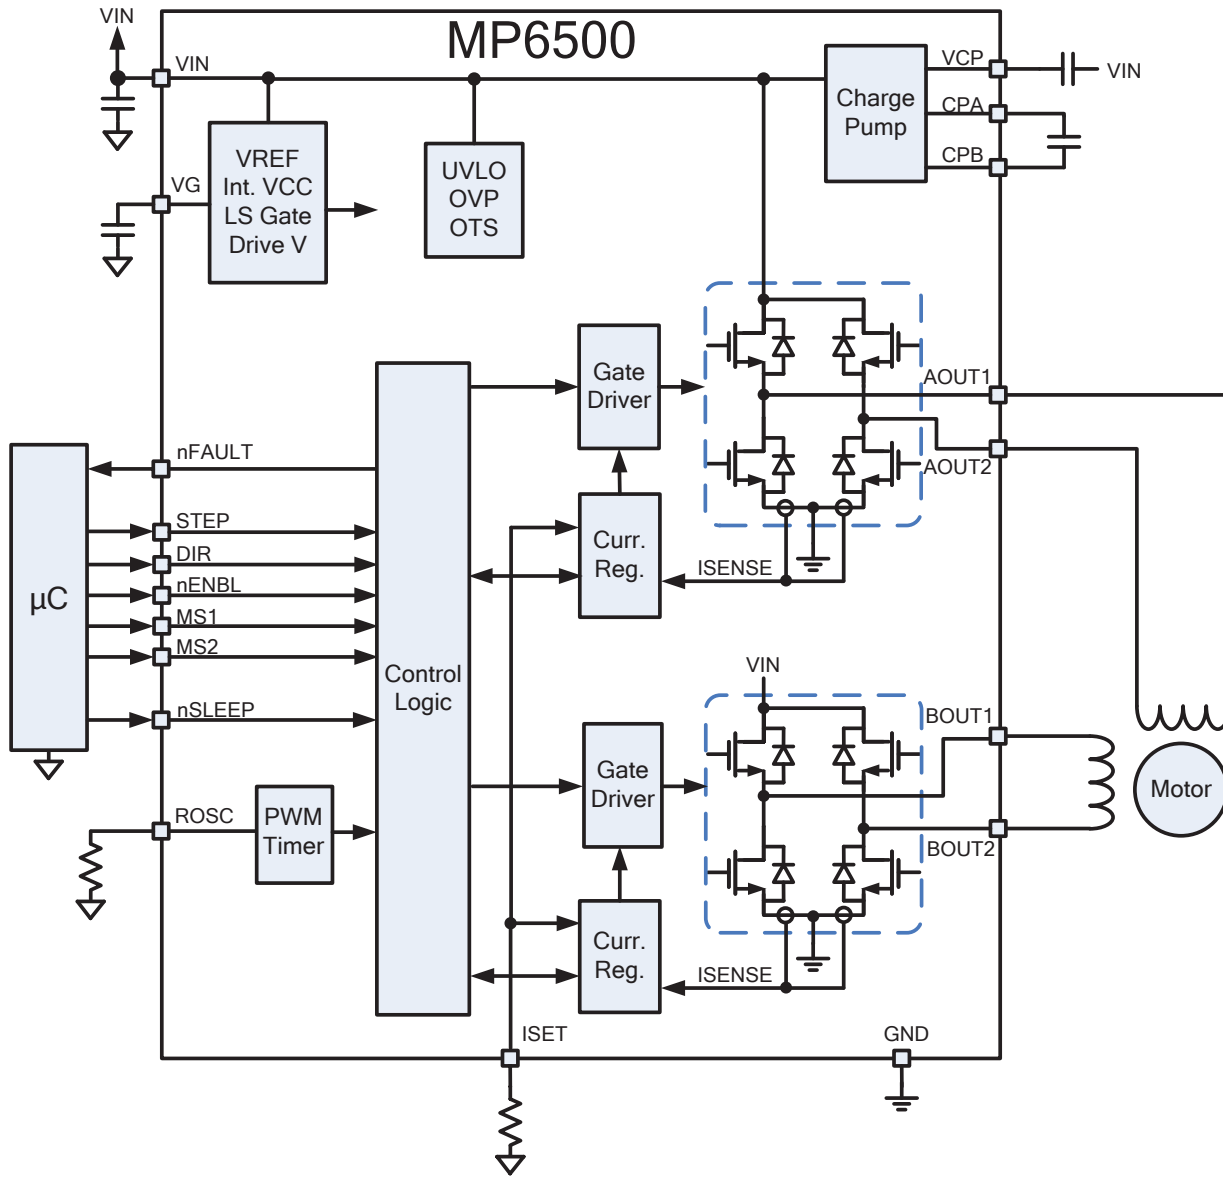 VIN
MP6500
VIN
VCP
VIN
Charge
Pump
CPA
CPB
VREF
Int. VCC
LS Gate
Drive V
UVLO
OVP
OTS
VG
Gate
Driver
AOUT1
AOUT2
nFAULT
STEP
DIR
nENBL
MS1
MS2
nSLEEP
µC
Curr.
Reg.
ISENSE
Control
Logic
VIN
BOUT1
Gate
Driver
Motor
BOUT2
ROSC
PWM
Timer
Curr.
Reg.
ISENSE
ISET
GND